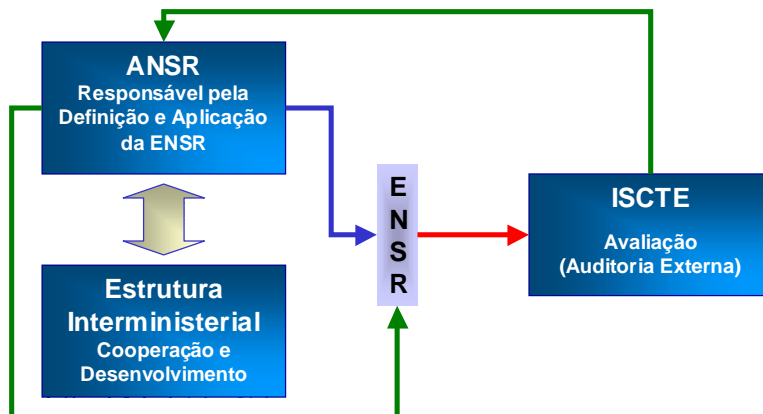 ANSR
Responsável pela
Definição e Aplicação
da ENSR
E
N
S
R
ISCTE
Avaliação
(Auditoria Externa)
Estrutura
Interministerial
Cooperação e
Desenvolvimento